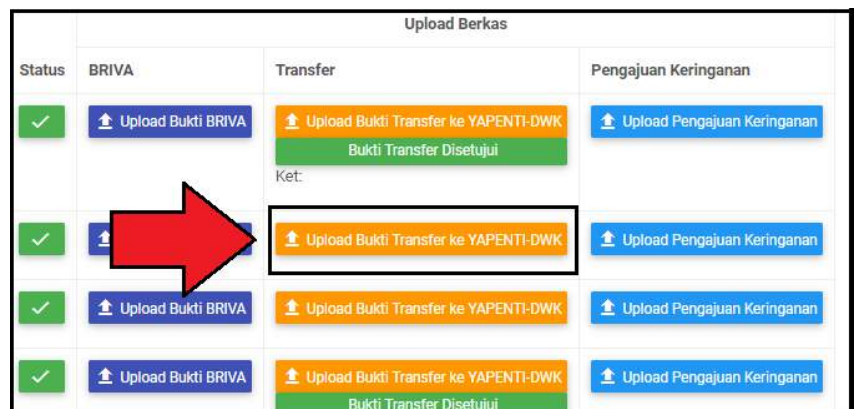 Upload Berkas
Status BRIVA Transfer Pengajuan Keringanan
Upload Bukti BRIVA Upload Bukti Transfer ke YAPENTI-DWK Upload Pengajuan Keringanan
Bukti Transfer Disetujui
Ket:
Upload Bukti Transfer ke YAPENTI-DWK Upload Pengajuan Keringanan
Upload Bukti BRIVA Upload Bukti Transfer ke YAPENTI-DWK Upload Pengajuan Keringanan
Upload Bukti BRIVA Upload Bukti Transfer ke YAPENTI-DWK Upload Pengajuan Keringanan
Bukti Transfer Disetujui